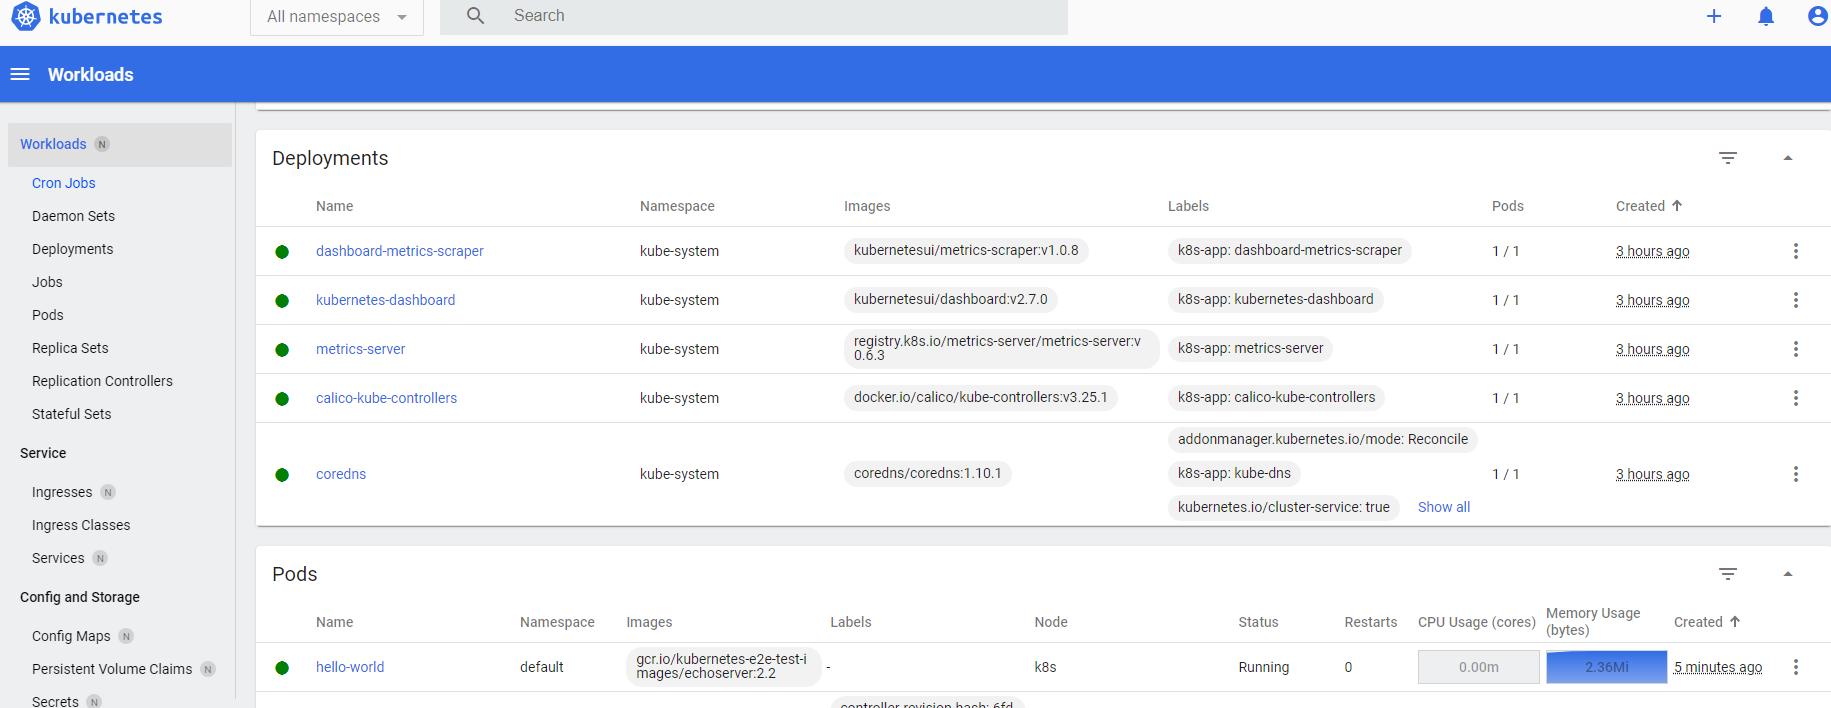 kubernetes
All namespaces
Search
Workloads
Workloads N
Cron Jobs
Daemon Sets
Deployments
Jobs
Pods
Replica Sets
Replication Controllers
Stateful Sets
Service
Ingresses N
Ingress Classes
Services N
Config and Storage
Config Maps N
Persistent Volume Claims N
Secrets N
Deployments
Name Namespace Images Labels Pods Created
dashboard-metrics-scraper kube-system kubernetesui/metrics-scraper:v1.0.8 k8s-app: dashboard-metrics-scraper 1 / 1 3 hours ago
kubernetes-dashboard kube-system kubernetesui/dashboard:v2.7.0 k8s-app: kubernetes-dashboard 1 / 1 3 hours ago
metrics-server kube-system registry.k8s.io/metrics-server/metrics-server:v
0.6.3 k8s-app: metrics-server 1 / 1 3 hours ago
calico-kube-controllers kube-system docker.io/calico/kube-controllers:v3.25.1 k8s-app: calico-kube-controllers 1 / 1 3 hours ago
addonmanager.kubernetes.io/mode: Reconcile
coredns kube-system coredns/coredns:1.10.1 k8s-app: kube-dns 1 / 1 3 hours ago
kubernetes.io/cluster-service: true Show all
Pods
Name Namespace Images Labels Node Status Restarts CPU Usage (cores) Memory Usage
(bytes) Created
hello-world default gcr.io/kubernetes-e2e-test-i
mages/echoserver:2.2 - k8s Running 0 0.00m 2.36Mi 5 minutes ago
controller-revision-hash: 6fd